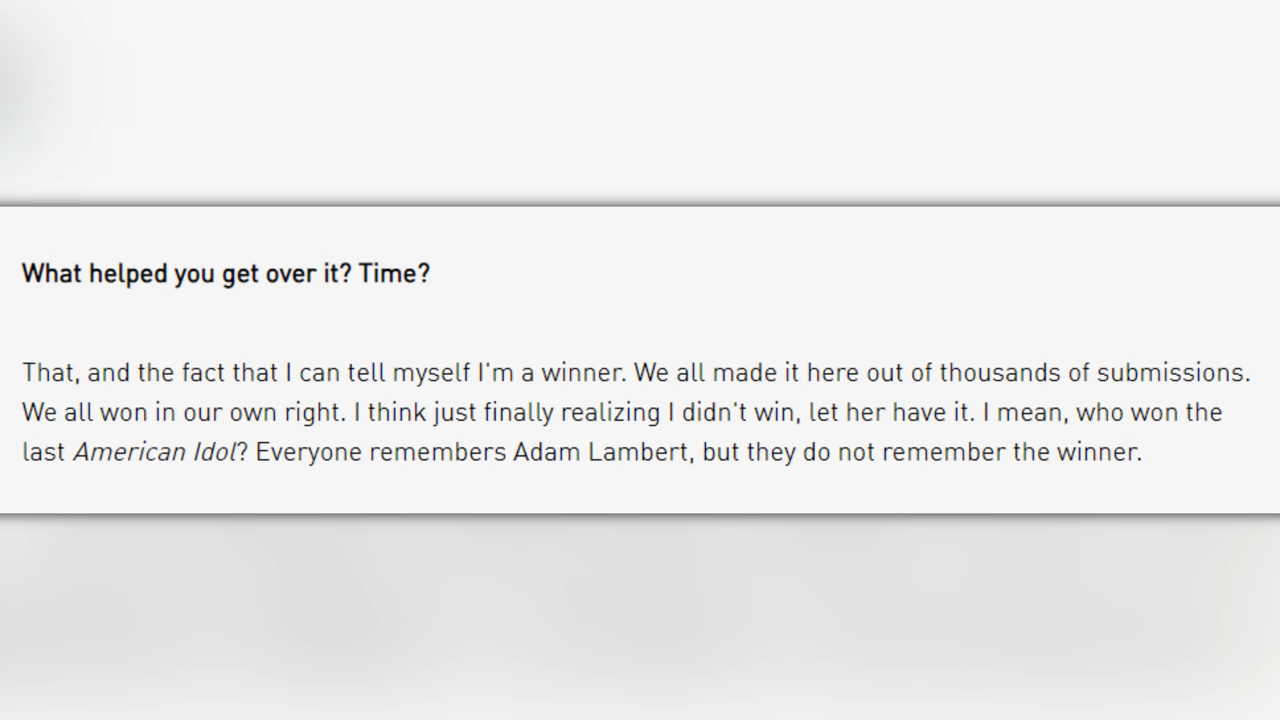 What helped you get over it? Time?
That, and the fact that I can tell myself I'm a winner. We all made it here out of thousands of submissions.
We all won in our own right. I think just finally realizing I didn't win, let her have it. I mean, who won the
last American Idol? Everyone remembers Adam Lambert, but they do not remember the winner.